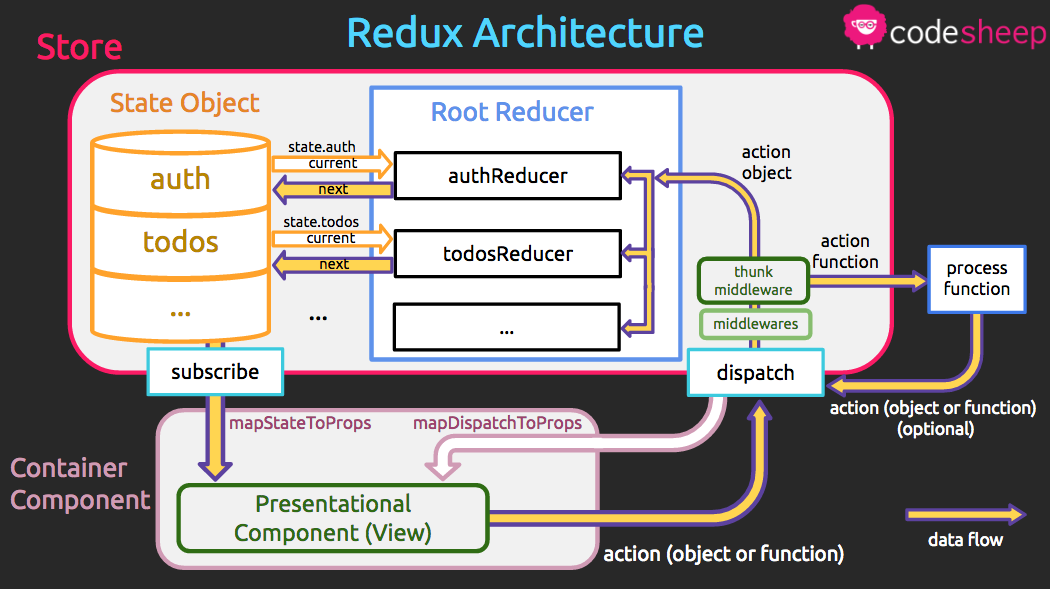 Redux Architecture
codesheep
Store
State Object
Root Reducer
state.auth
current
next
auth
authReducer
action
object
state.todos
current
next
todos
todosReducer
action
function
thunk
middleware
process
function
...
...
...
middlewares
subscribe
dispatch
action (object or function)
(optional)
mapStateToProps
mapDispatchToProps
Container
Component
Presentational
Component (View)
action (object or function)
data flow